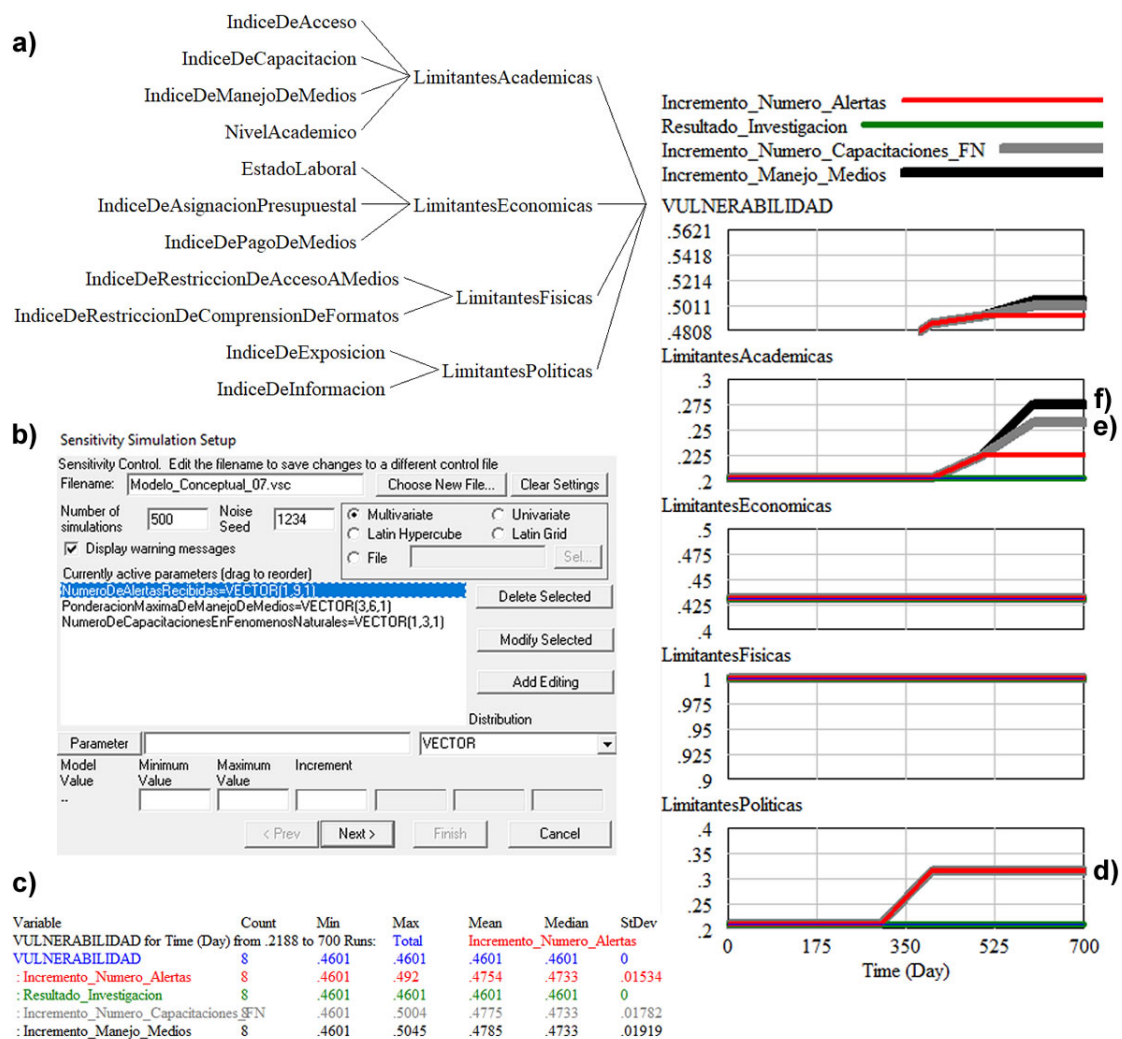 a)
IndiceDeAcceso
IndiceDeCapacitacion
IndiceDeManejoDeMedios
NivelAcademico
LimitantesAcademicas
EstadoLaboral
IndiceDeAsignacionPresupuestal
IndiceDePagoDeMedios
LimitantesEconomicas
IndiceDeRestriccionDeAccesoAMedios
IndiceDeRestriccionDeComprensionDeFormatos
LimitantesFisicas
IndiceDeExposicion
IndiceDeInformacion
LimitantesPoliticas
b)
Sensitivity Simulation Setup
Sensitivity Control. Edit the filename to save changes to a different control file
Filename: Modelo_Conceptual_07.vsc Choose New File... Clear Settings
Number of simulations 500 Noise Seed 1234
Multivariate Univariate
Latin Hypercube Latin Grid
File Sel...
Display warning messages
Currently active parameters (drag to reorder)
NumeroDeAlertasRecibidas=VECTOR(1,9,1)
PonderacionMaximaDeManejoDeMedios=VECTOR(3,6,1)
NumeroDeCapacitacionesEnFenomenosNaturales=VECTOR(1,3,1)
Delete Selected
Modify Selected
Add Editing
Distribution
Parameter VECTOR
Model Value Minimum Value Maximum Value Increment
--
< Prev Next > Finish Cancel
c)
Variable Count Min Max Mean Median StDev
VULNERABILIDAD for Time (Day) from .2188 to 700 Runs: Total Incremento_Numero_Alertas
VULNERABILIDAD 8 .4601 .4601 .4601 .4601 0
: Incremento_Numero_Alertas 8 .4601 .492 .4754 .4733 .01534
: Resultado_Investigacion 8 .4601 .4601 .4601 .4601 0
: Incremento_Numero_Capacitaciones_FN 8 .4601 .5004 .4775 .4733 .01782
: Incremento_Manejo_Medios 8 .4601 .5045 .4785 .4733 .01919
Incremento_Numero_Alertas
Resultado_Investigacion
Incremento_Numero_Capacitaciones_FN
Incremento_Manejo_Medios
VULNERABILIDAD
.5621
.5418
.5214
.5011
.4808
LimitantesAcademicas
.3
.275
.25
.225
.2
f)
e)
LimitantesEconomicas
.5
.475
.45
.425
.4
LimitantesFisicas
1
.975
.95
.925
.9
LimitantesPoliticas
.4
.35
.3
.25
.2
d)
0 175 350 525 700
Time (Day)